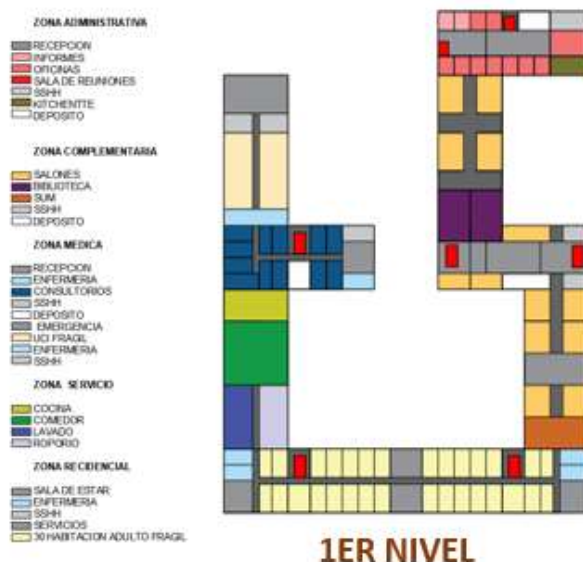 ZONA ADMINISTRATIVA
RECEPCION
INFORMES
OFICINAS
SALA DE REUNIONES
SSHH
KITCHENTTE
DEPOSITO
ZONA COMPLEMENTARIA
SALONES
BIBLIOTECA
SUM
SSHH
DEPOSITO
ZONA MEDICA
RECEPCION
ENFERMERIA
CONSULTORIOS
SSHH
DEPOSITO
EMERGENCIA
UCI FRAGIL
ENFERMERIA
SSHH
ZONA SERVICIO
COCINA
COMEDOR
LAVADO
ROPORIO
ZONA RECIDENCIAL
SALA DE ESTAR
ENFERMERIA
SSHH
SERVICIOS
30 HABITACION ADULTO FRAGIL
1ER NIVEL